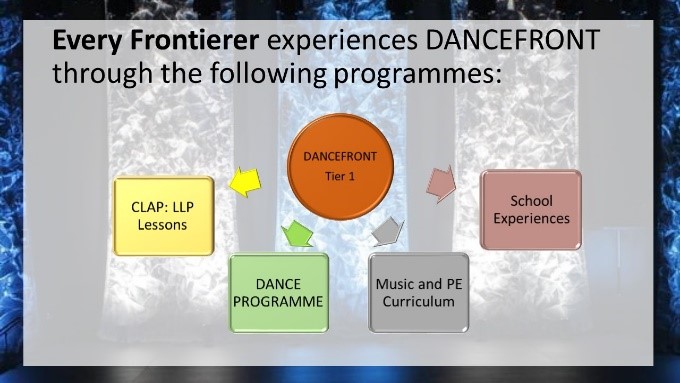 Every Frontierer experiences DANCEFRONT
through the following programmes:
DANCEFRONT
Tier 1
CLAP: LLP
Lessons
School
Experiences
DANCE
PROGRAMME
Music and PE
Curriculum